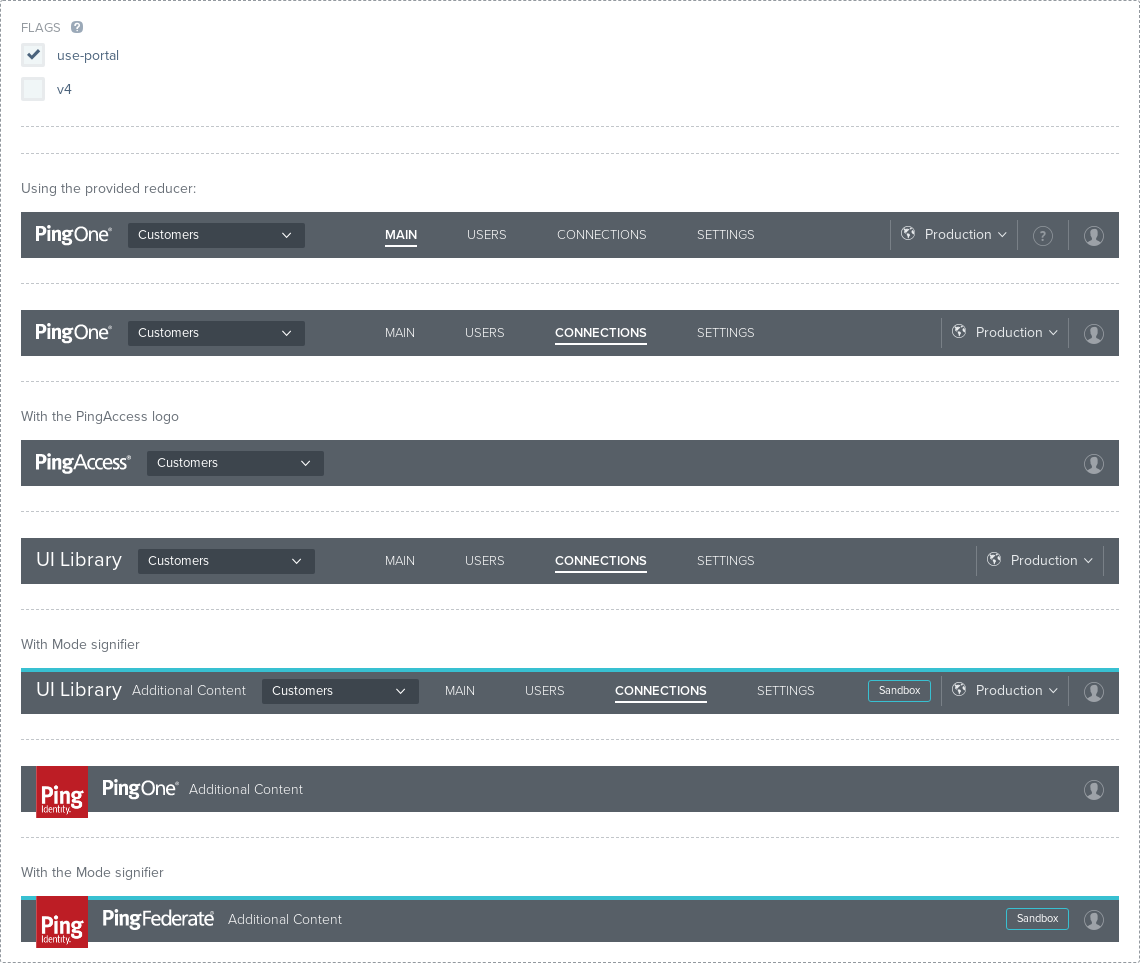 FLAGS ?
use-portal
v4
Using the provided reducer:
PingOne® Customers MAIN USERS CONNECTIONS SETTINGS Production ?
PingOne® Customers MAIN USERS CONNECTIONS SETTINGS Production
With the PingAccess logo
PingAccess® Customers
UI Library Customers MAIN USERS CONNECTIONS SETTINGS Production
With Mode signifier
UI Library Additional Content Customers MAIN USERS CONNECTIONS SETTINGS Sandbox Production
Ping Identity. PingOne® Additional Content
With the Mode signifier
Ping Identity. PingFederate® Additional Content Sandbox